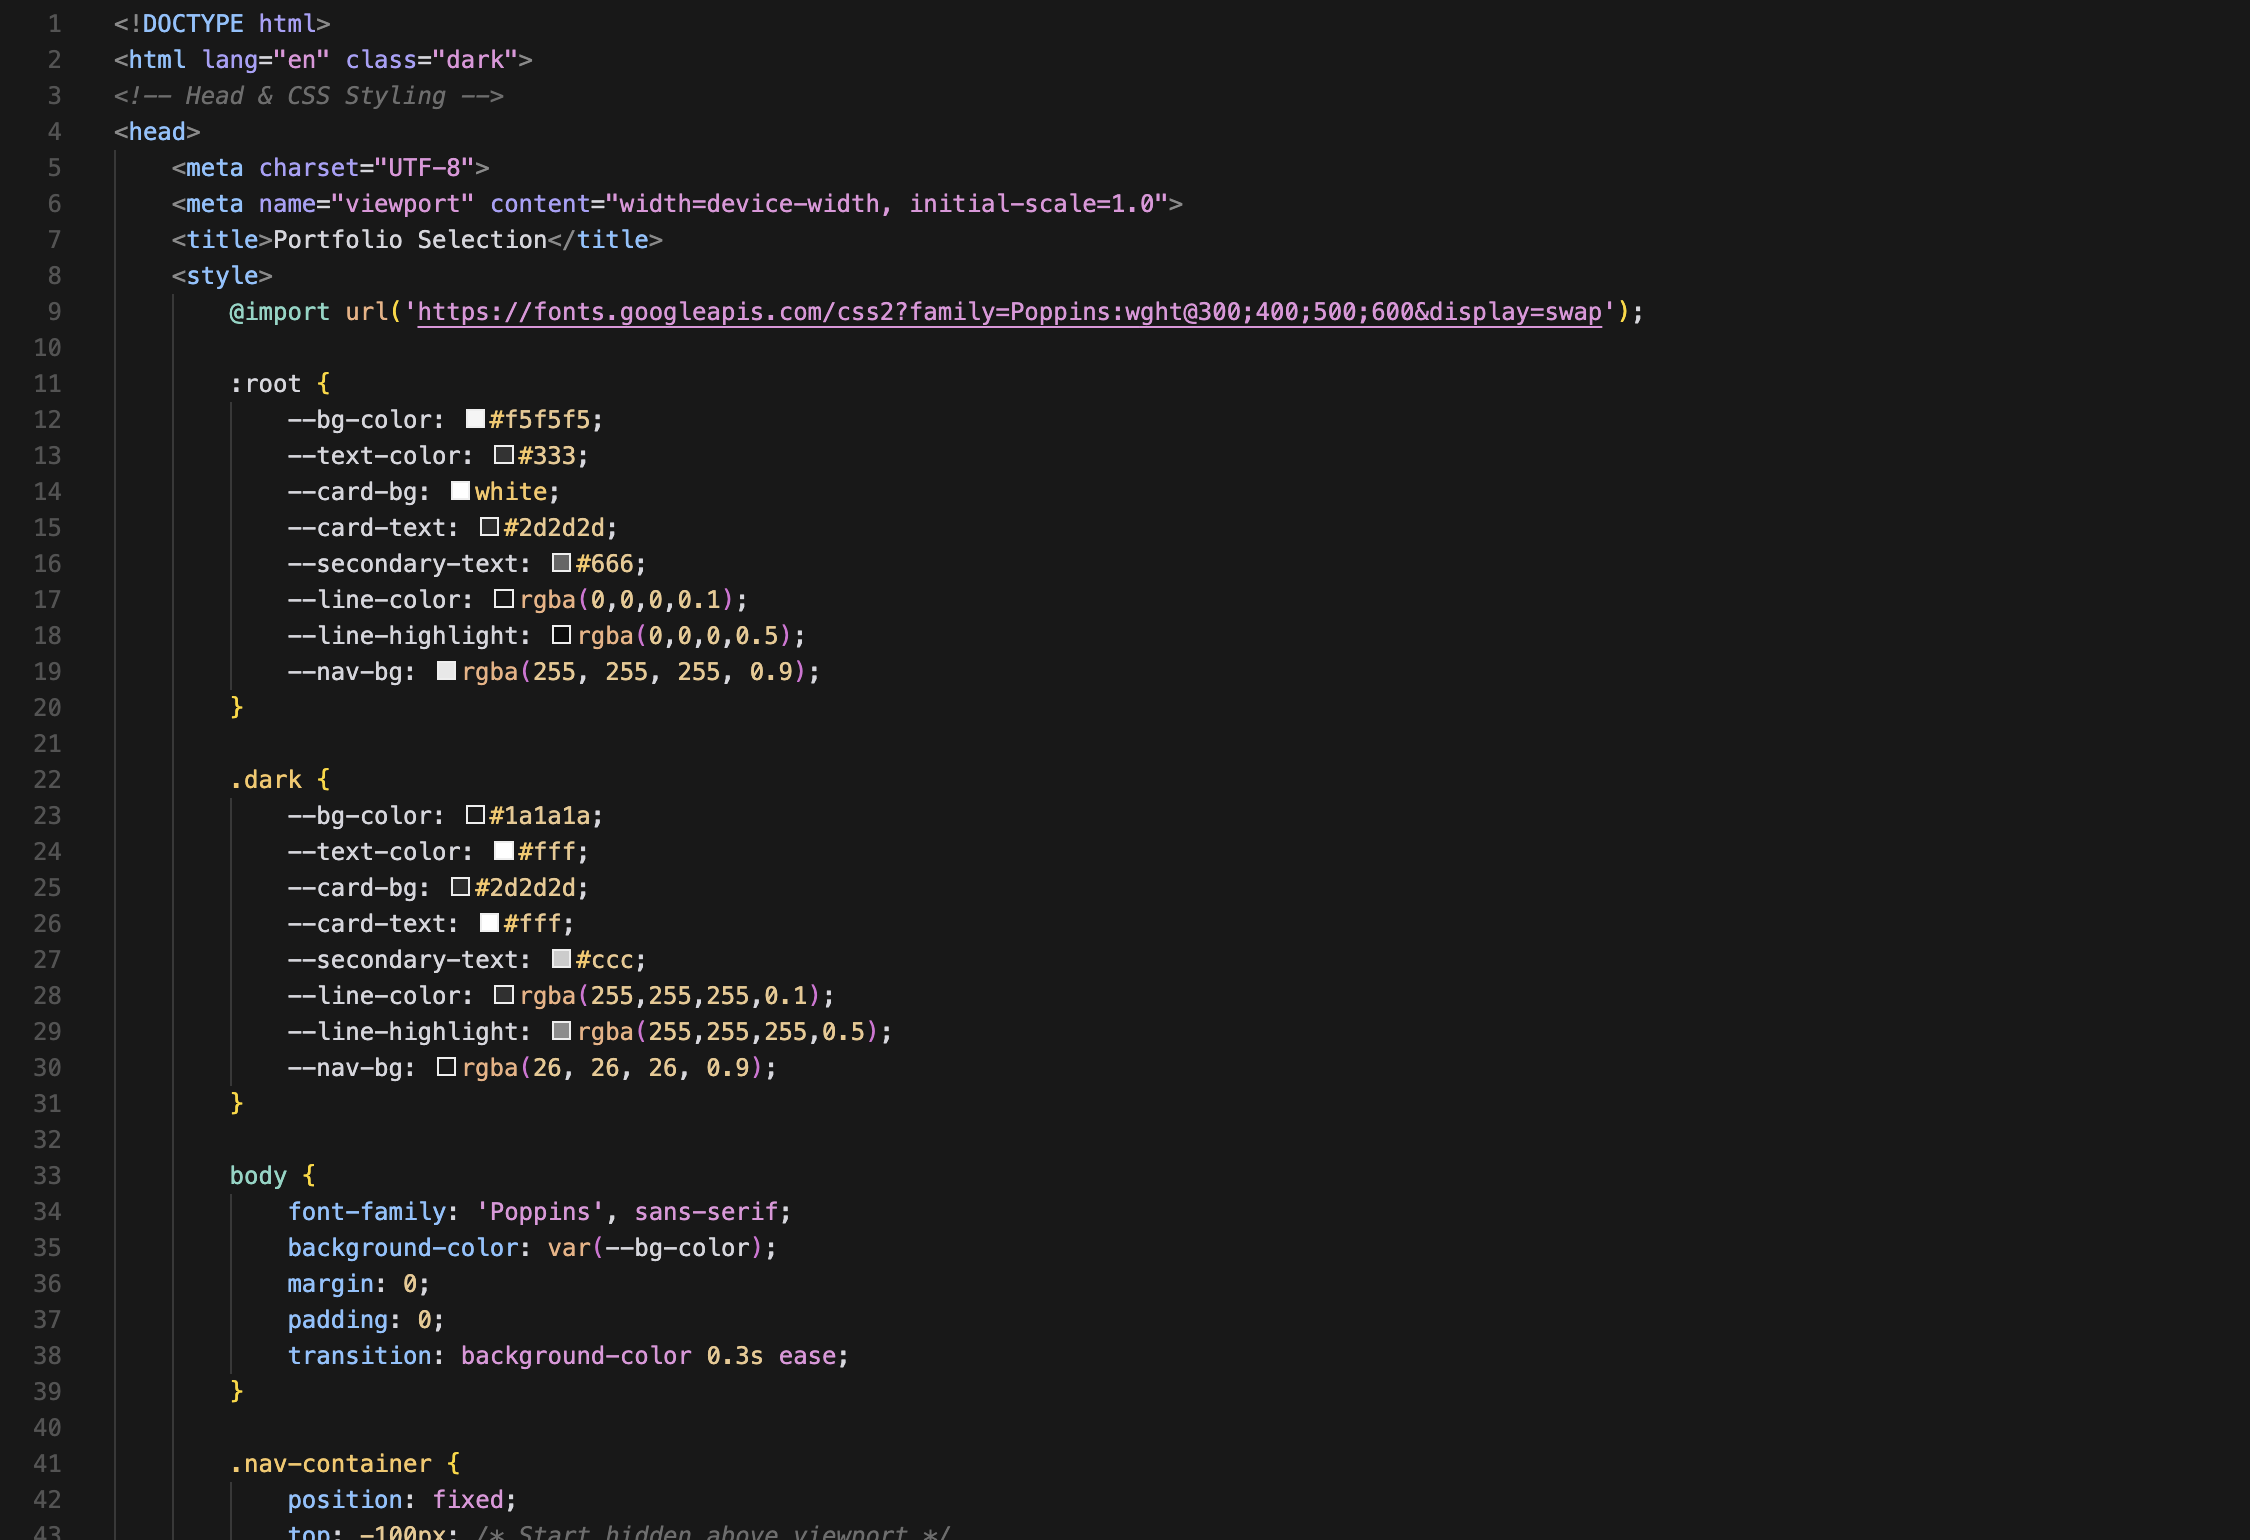 1 <!DOCTYPE html>
2 <html lang="en" class="dark">
3 <!-- Head & CSS Styling -->
4 <head>
5 <meta charset="UTF-8">
6 <meta name="viewport" content="width=device-width, initial-scale=1.0">
7 <title>Portfolio Selection</title>
8 <style>
9 @import url('https://fonts.googleapis.com/css2?family=Poppins:wght@300;400;500;600&display=swap');
10
11 :root {
12 --bg-color: #f5f5f5;
13 --text-color: #333;
14 --card-bg: white;
15 --card-text: #2d2d2d;
16 --secondary-text: #666;
17 --line-color: rgba(0,0,0,0.1);
18 --line-highlight: rgba(0,0,0,0.5);
19 --nav-bg: rgba(255, 255, 255, 0.9);
20 }
21
22 .dark {
23 --bg-color: #1a1a1a;
24 --text-color: #fff;
25 --card-bg: #2d2d2d;
26 --card-text: #fff;
27 --secondary-text: #ccc;
28 --line-color: rgba(255,255,255,0.1);
29 --line-highlight: rgba(255,255,255,0.5);
30 --nav-bg: rgba(26, 26, 26, 0.9);
31 }
32
33 body {
34 font-family: 'Poppins', sans-serif;
35 background-color: var(--bg-color);
36 margin: 0;
37 padding: 0;
38 transition: background-color 0.3s ease;
39 }
40
41 .nav-container {
42 position: fixed;
43 top: -100px; /* Start hidden above viewport */